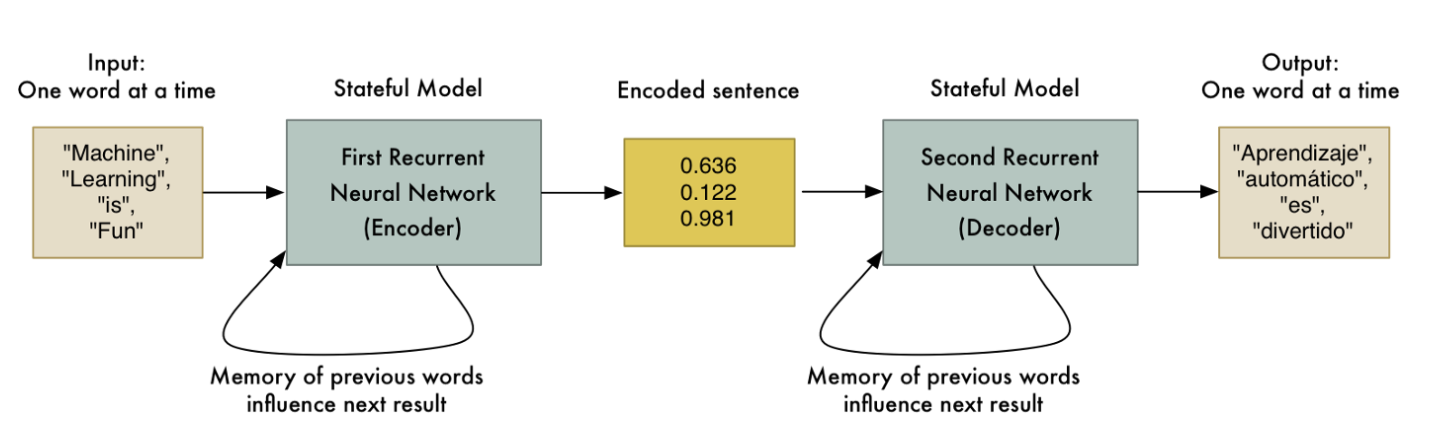 Input:
One word at a time
"Machine",
"Learning",
"is",
"Fun"
Stateful Model
First Recurrent
Neural Network
(Encoder)
Memory of previous words
influence next result
Encoded sentence
0.636
0.122
0.981
Stateful Model
Second Recurrent
Neural Network
(Decoder)
Memory of previous words
influence next result
Output:
One word at a time
"Aprendizaje",
"automático",
"es",
"divertido"